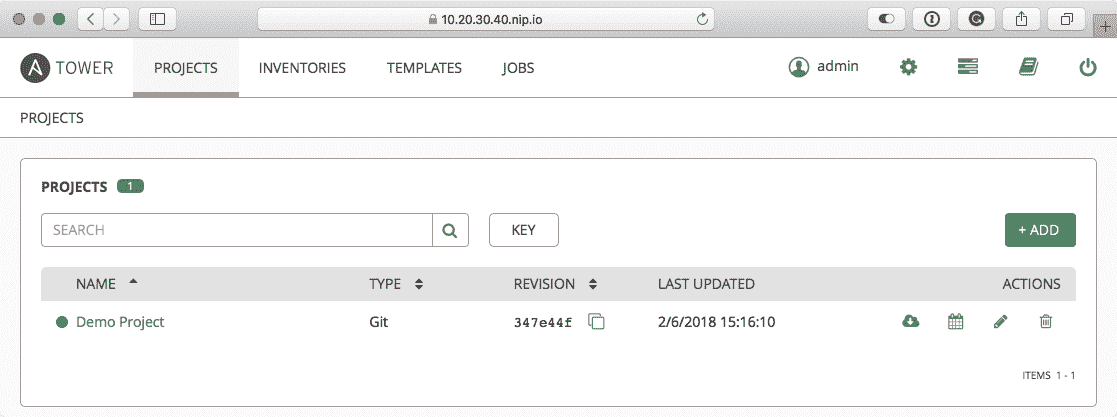 10.20.30.40.nip.io
A TOWER PROJECTS INVENTORIES TEMPLATES JOBS admin
PROJECTS
PROJECTS 1
SEARCH KEY + ADD
NAME TYPE REVISION LAST UPDATED ACTIONS
Demo Project Git 347e44f 2/6/2018 15:16:10
ITEMS 1 - 1